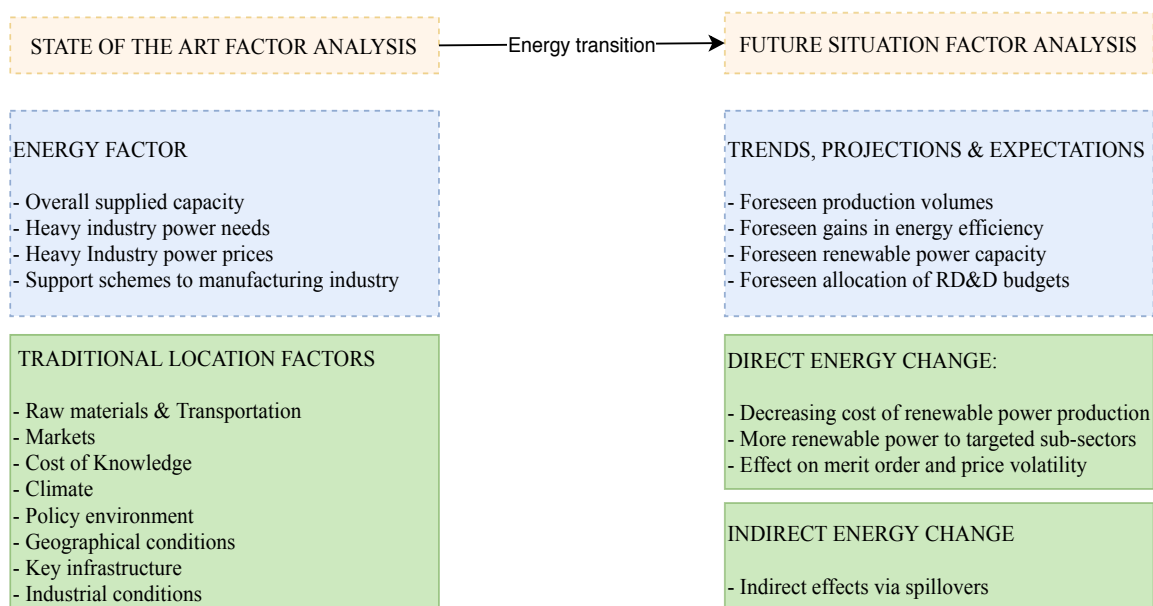 STATE OF THE ART FACTOR ANALYSIS
Energy transition
FUTURE SITUATION FACTOR ANALYSIS
ENERGY FACTOR
- Overall supplied capacity
- Heavy industry power needs
- Heavy Industry power prices
- Support schemes to manufacturing industry
TRADITIONAL LOCATION FACTORS
- Raw materials & Transportation
- Markets
- Cost of Knowledge
- Climate
- Policy environment
- Geographical conditions
- Key infrastructure
- Industrial conditions
TRENDS, PROJECTIONS & EXPECTATIONS
- Foreseen production volumes
- Foreseen gains in energy efficiency
- Foreseen renewable power capacity
- Foreseen allocation of RD&D budgets
DIRECT ENERGY CHANGE:
- Decreasing cost of renewable power production
- More renewable power to targeted sub-sectors
- Effect on merit order and price volatility
INDIRECT ENERGY CHANGE
- Indirect effects via spillovers